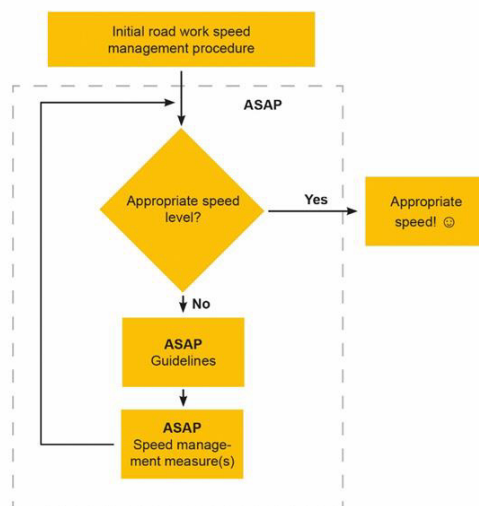 Initial road work speed
management procedure
ASAP
Appropriate speed
level?
Yes
Appropriate
speed! ☺
No
ASAP
Guidelines
ASAP
Speed manage-
ment measure(s)